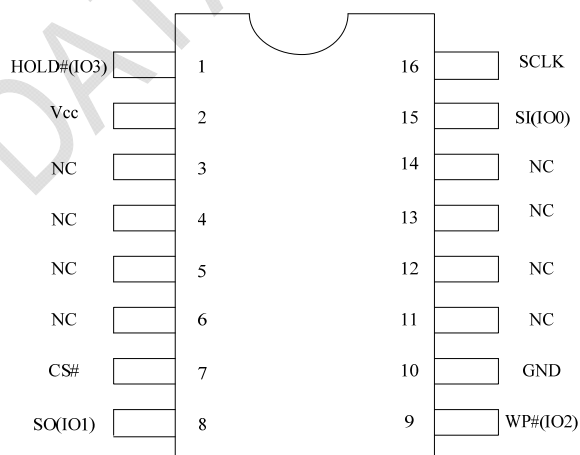 DATA
HOLD#(IO3) 1 16 SCLK
Vcc 2 15 SI(IO0)
NC 3 14 NC
NC 4 13 NC
NC 5 12 NC
NC 6 11 NC
CS# 7 10 GND
SO(IO1) 8 9 WP#(IO2)